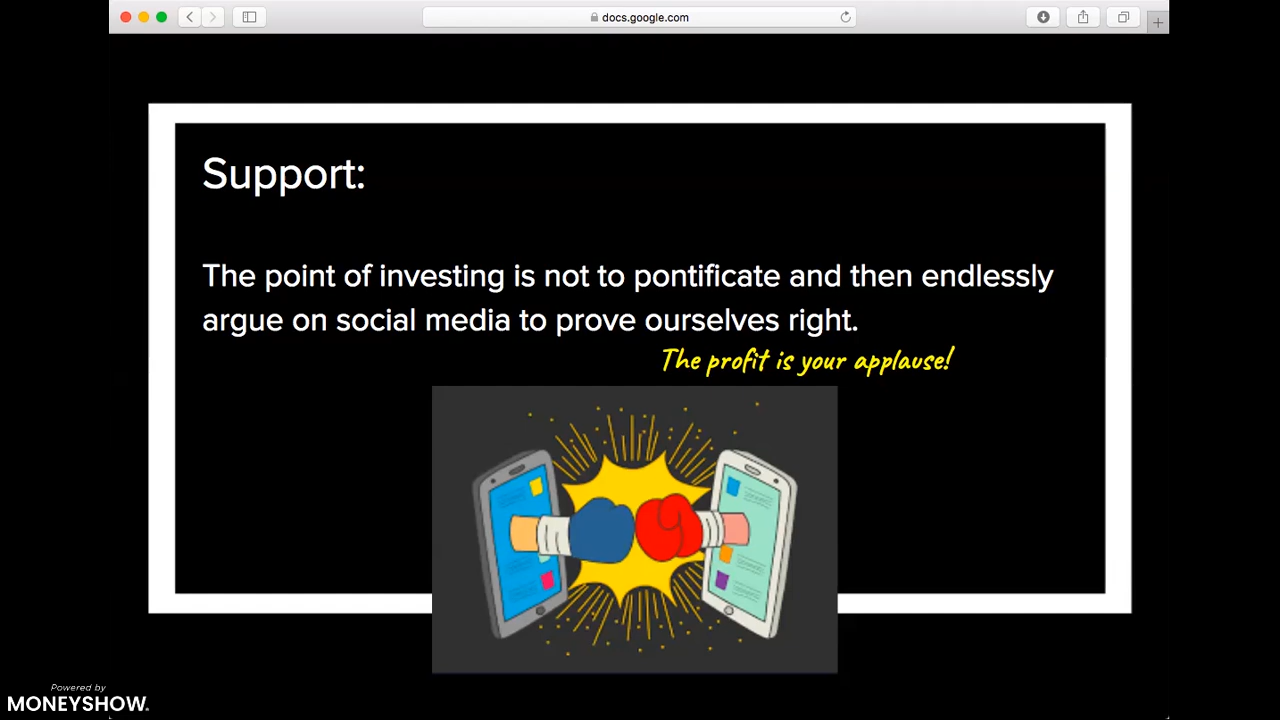 docs.google.com
Support:
The point of investing is not to pontificate and then endlessly
argue on social media to prove ourselves right.
The profit is your applause!
Powered by
MONEYSHOW.